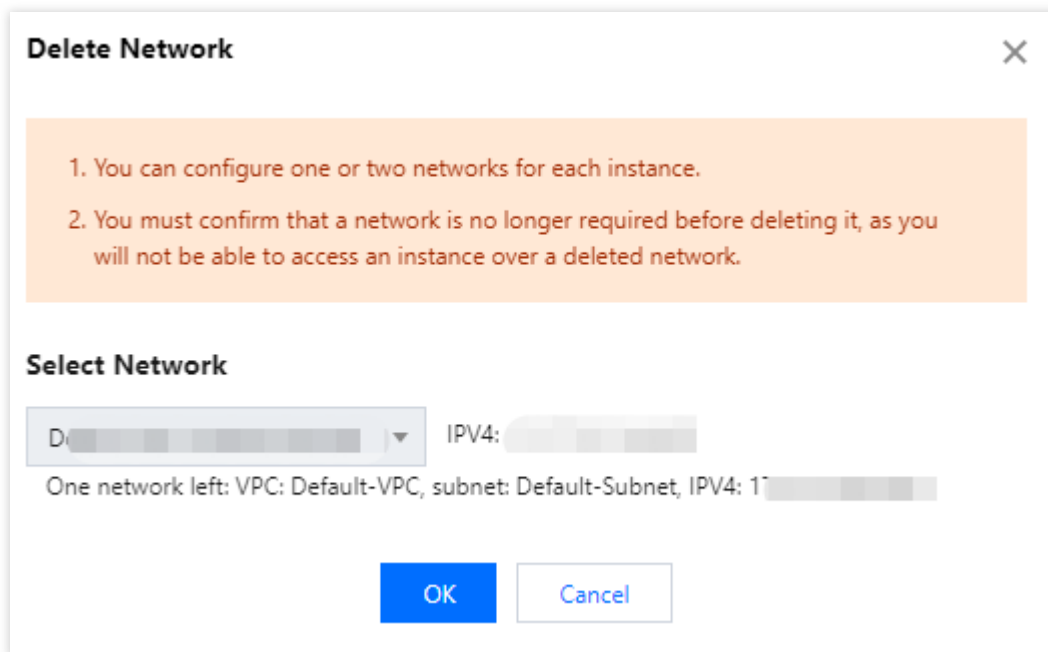 Delete Network
1. You can configure one or two networks for each instance.
2. You must confirm that a network is no longer required before deleting it, as you
will not be able to access an instance over a deleted network.
Select Network
IPV4:
One network left: VPC: Default-VPC, subnet: Default-Subnet, IPV4:
OK
Cancel